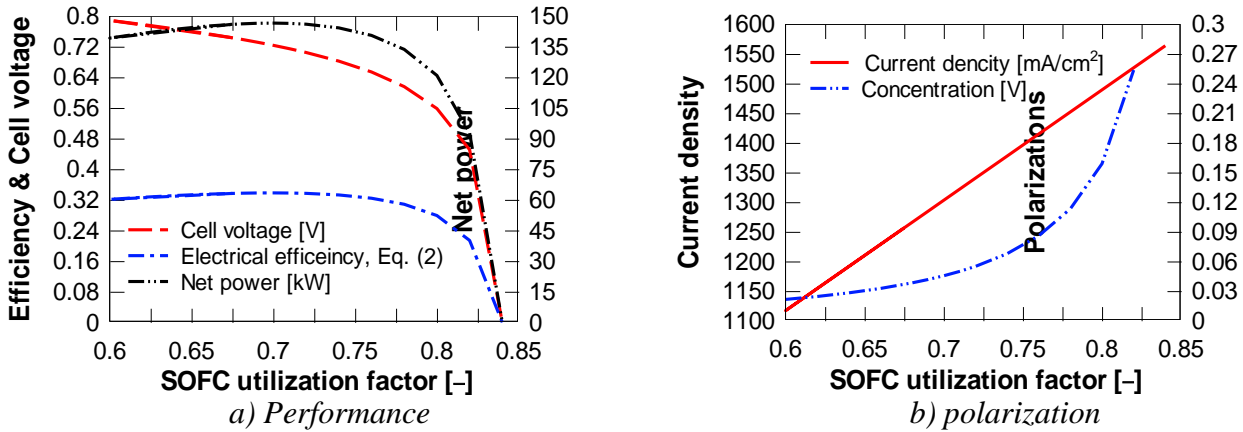 Efficiency & Cell voltage
0.8
0.72
0.64
0.56
0.48
0.4
0.32
0.24
0.16
0.08
0
150
135
120
105
90
75
60
45
30
15
0
Net power
Cell voltage [V]
Electrical efficeincy, Eq. (2)
Net power [kW]
0.6 0.65 0.7 0.75 0.8 0.85
SOFC utilization factor [–]
a) Performance
Current density
1600
1550
1500
1450
1400
1350
1300
1250
1200
1150
1100
0.3
0.27
0.24
0.21
0.18
0.15
0.12
0.09
0.06
0.03
0
Polarizations
Current dencity [mA/cm²]
Concentration [V]
0.6 0.65 0.7 0.75 0.8 0.85
SOFC utilization factor [–]
b) polarization